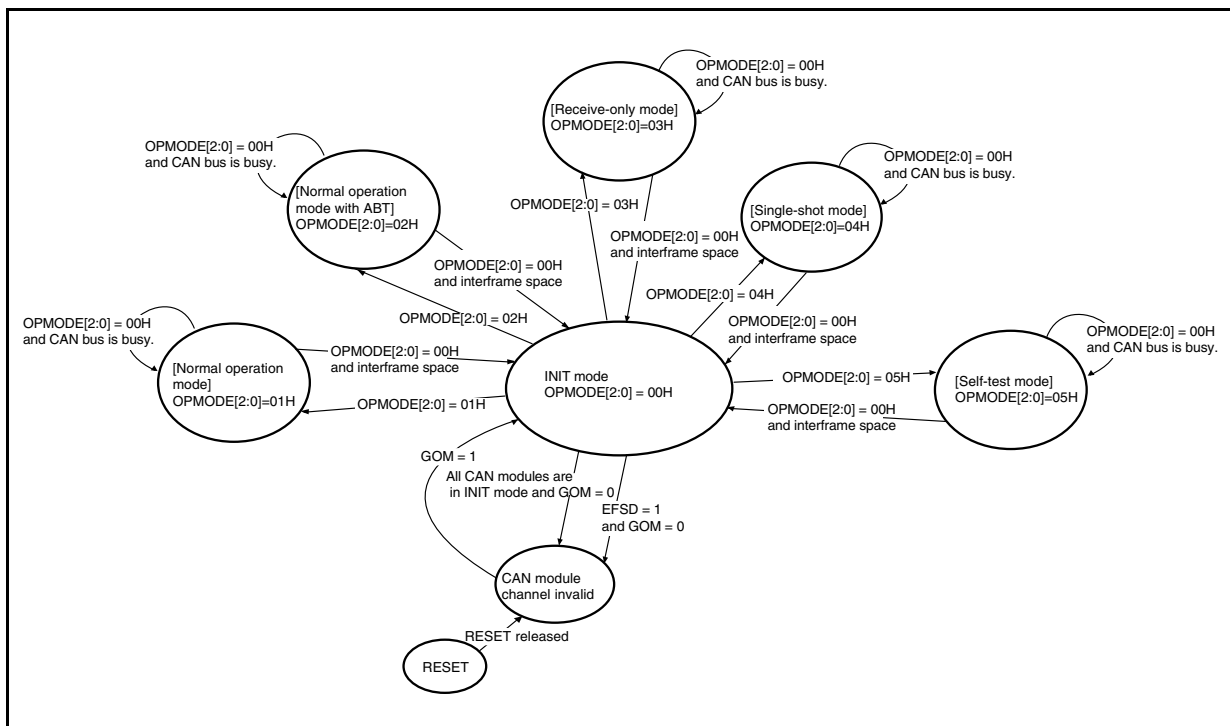 OPMODE[2:0] = 00H
and CAN bus is busy.
[Receive-only mode]
OPMODE[2:0]=03H
OPMODE[2:0] = 00H
and CAN bus is busy.
[Normal operation
mode with ABT]
OPMODE[2:0]=02H
OPMODE[2:0] = 00H
and CAN bus is busy.
[Single-shot mode]
OPMODE[2:0]=04H
OPMODE[2:0] = 03H
OPMODE[2:0] = 00H
and interframe space
OPMODE[2:0] = 00H
and interframe space
OPMODE[2:0] = 04H
OPMODE[2:0] = 02H
OPMODE[2:0] = 00H
and interframe space
OPMODE[2:0] = 00H
and CAN bus is busy.
[Normal operation
mode]
OPMODE[2:0]=01H
OPMODE[2:0] = 00H
and interframe space
OPMODE[2:0] = 01H
INIT mode
OPMODE[2:0] = 00H
OPMODE[2:0] = 00H
and CAN bus is busy.
[Self-test mode]
OPMODE[2:0]=05H
OPMODE[2:0] = 05H
OPMODE[2:0] = 00H
and interframe space
GOM = 1
All CAN modules are
in INIT mode and GOM = 0
EFSD = 1
and GOM = 0
CAN module
channel invalid
RESET released
RESET